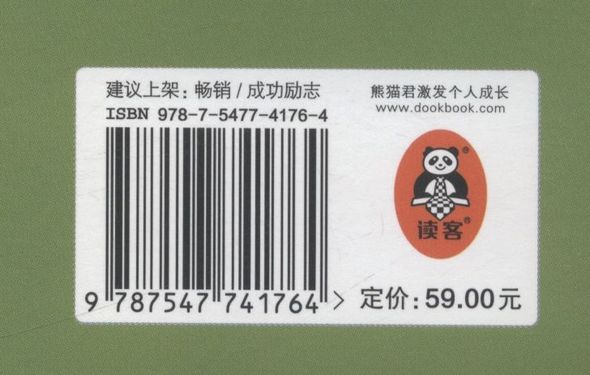 建议上架：畅销 / 成功励志
ISBN 978-7-5477-4176-4
9 787547 741764 >
熊猫君激发个人成长
www.dookbook.com
读客®
定价：59.00元